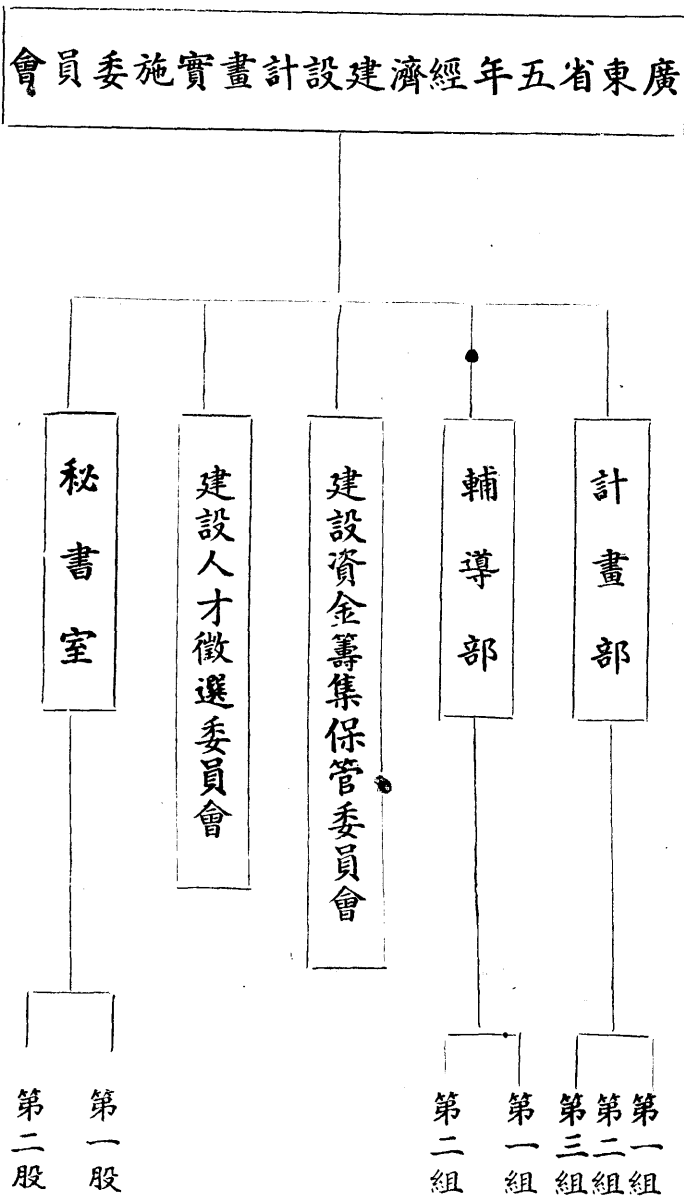 廣東省五年經濟建設計畫實施委員會
計畫部
輔導部
建設資金籌集保管委員會
建設人才徵選委員會
秘書室
第一組
第二組
第三組
第一組
第二組
第一股
第二股